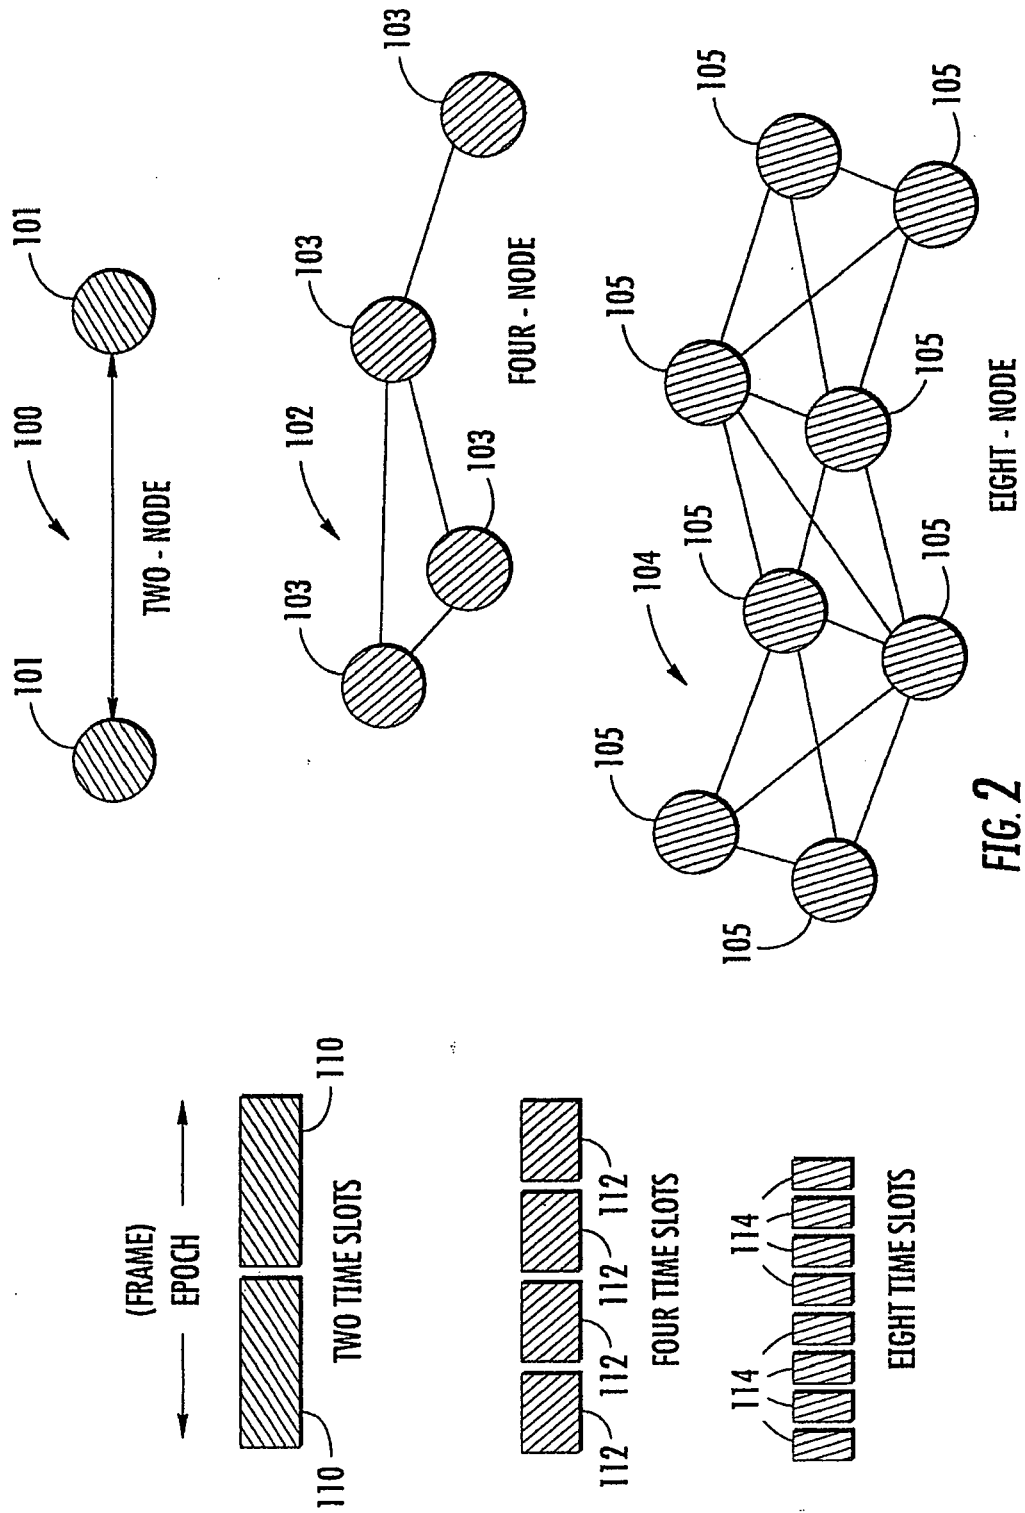 (FRAME)
EPOCH
110
110
TWO TIME SLOTS
112
112
112
112
FOUR TIME SLOTS
114
114
EIGHT TIME SLOTS
101
100
101
TWO - NODE
103
102
103
103
103
FOUR - NODE
105
105
104
105
105
105
105
105
105
EIGHT - NODE
FIG. 2